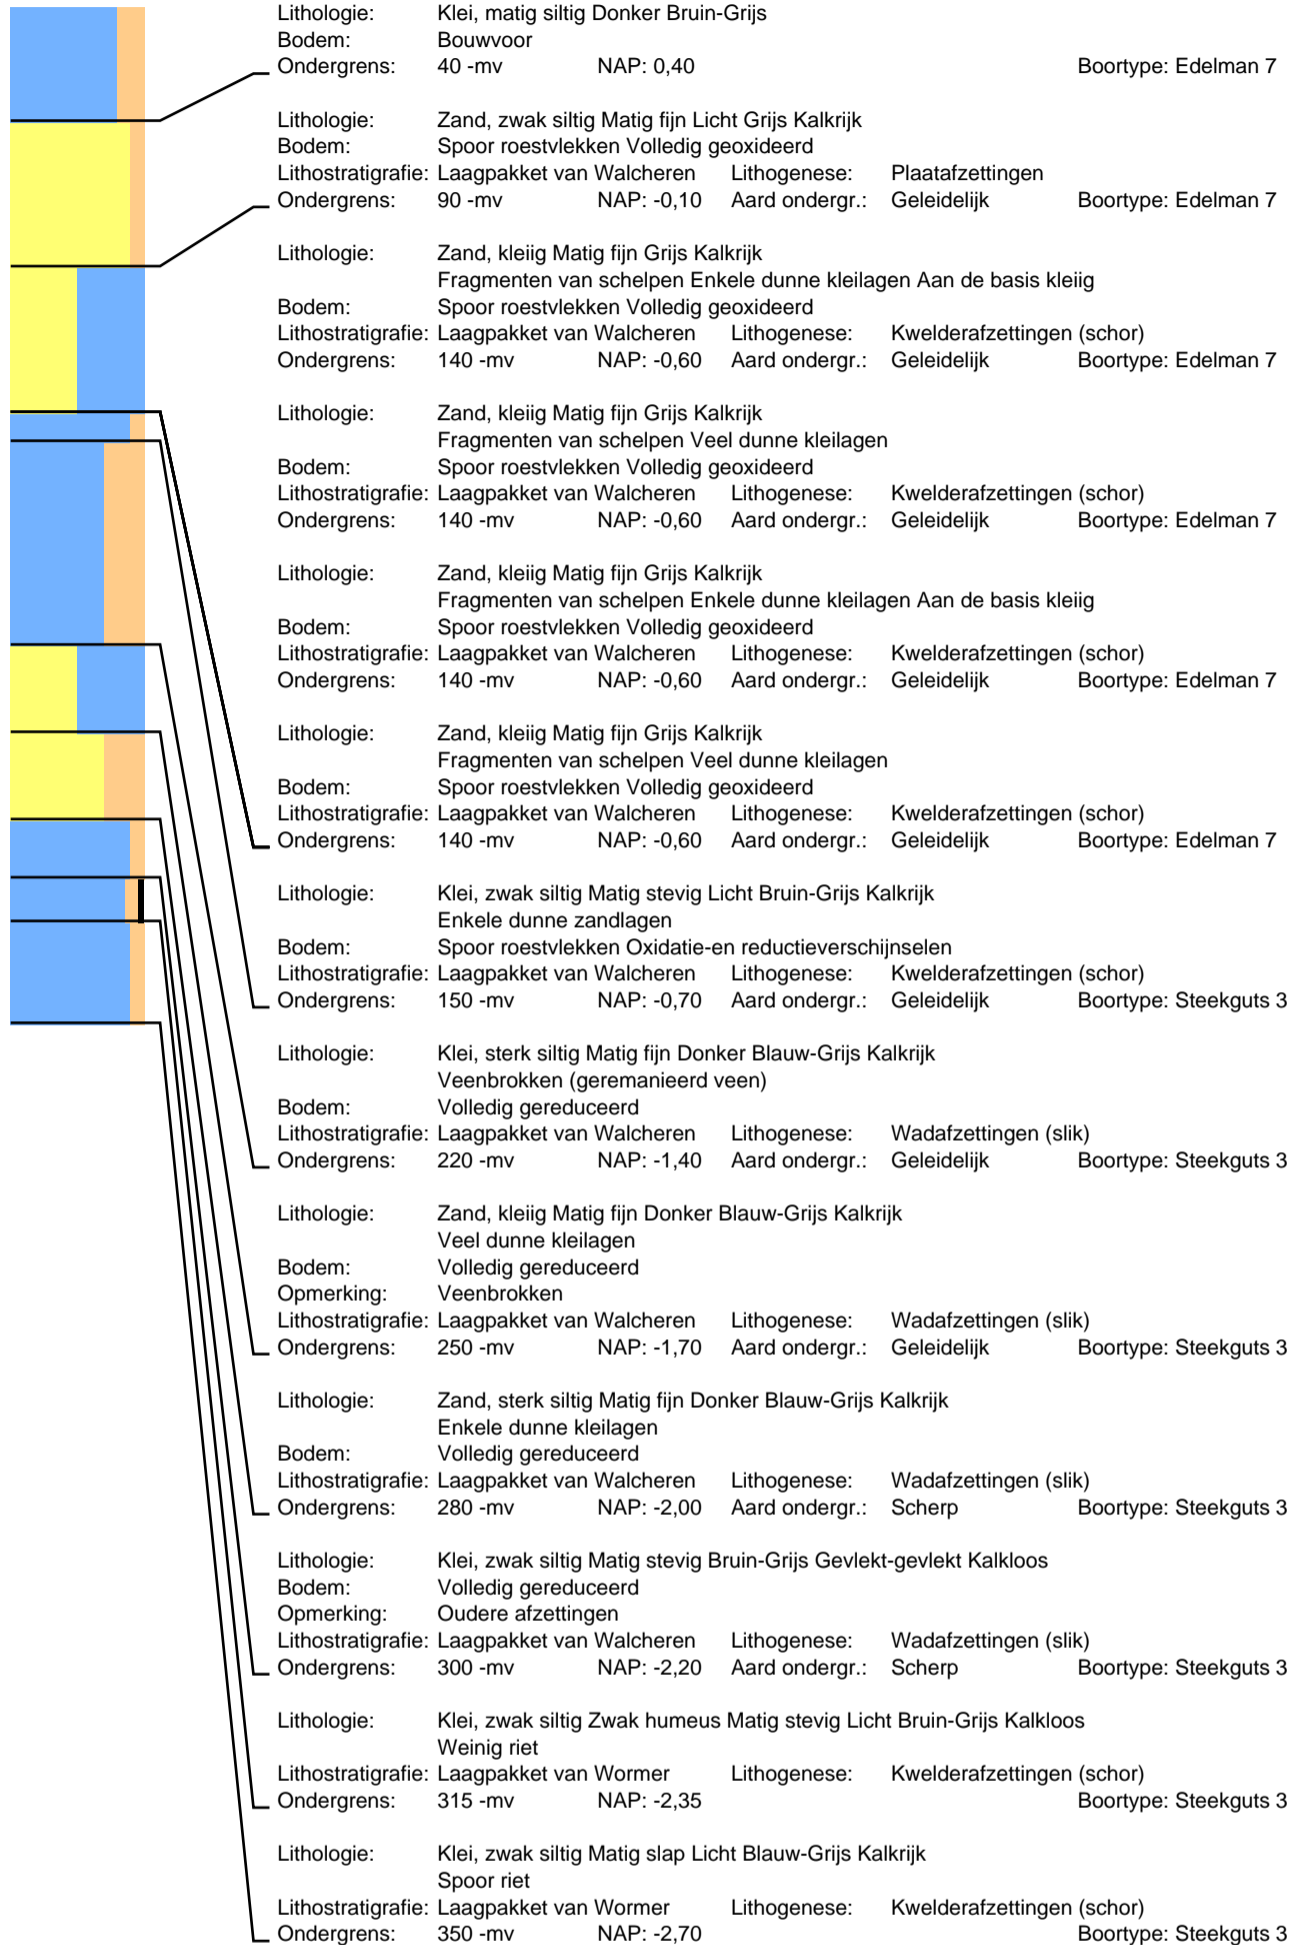 Lithologie: Klei, matig siltig Donker Bruin-Grijs
Bodem: Bouwvoor
Ondergrens: 40 -mv NAP: 0,40 Boortype: Edelman 7
Lithologie: Zand, zwak siltig Matig fijn Licht Grijs Kalkrijk
Bodem: Spoor roestvlekken Volledig geoxideerd
Lithostratigrafie: Laagpakket van Walcheren Lithogenese: Plaatafzettingen
Ondergrens: 90 -mv NAP: -0,10 Aard ondergr.: Geleidelijk Boortype: Edelman 7
Lithologie: Zand, kleiig Matig fijn Grijs Kalkrijk
Fragmenten van schelpen Enkele dunne kleilagen Aan de basis kleiig
Bodem: Spoor roestvlekken Volledig geoxideerd
Lithostratigrafie: Laagpakket van Walcheren Lithogenese: Kwelderafzettingen (schor)
Ondergrens: 140 -mv NAP: -0,60 Aard ondergr.: Geleidelijk Boortype: Edelman 7
Lithologie: Zand, kleiig Matig fijn Grijs Kalkrijk
Fragmenten van schelpen Veel dunne kleilagen
Bodem: Spoor roestvlekken Volledig geoxideerd
Lithostratigrafie: Laagpakket van Walcheren Lithogenese: Kwelderafzettingen (schor)
Ondergrens: 140 -mv NAP: -0,60 Aard ondergr.: Geleidelijk Boortype: Edelman 7
Lithologie: Zand, kleiig Matig fijn Grijs Kalkrijk
Fragmenten van schelpen Enkele dunne kleilagen Aan de basis kleiig
Bodem: Spoor roestvlekken Volledig geoxideerd
Lithostratigrafie: Laagpakket van Walcheren Lithogenese: Kwelderafzettingen (schor)
Ondergrens: 140 -mv NAP: -0,60 Aard ondergr.: Geleidelijk Boortype: Edelman 7
Lithologie: Zand, kleiig Matig fijn Grijs Kalkrijk
Fragmenten van schelpen Veel dunne kleilagen
Bodem: Spoor roestvlekken Volledig geoxideerd
Lithostratigrafie: Laagpakket van Walcheren Lithogenese: Kwelderafzettingen (schor)
Ondergrens: 140 -mv NAP: -0,60 Aard ondergr.: Geleidelijk Boortype: Edelman 7
Lithologie: Klei, zwak siltig Matig stevig Licht Bruin-Grijs Kalkrijk
Enkele dunne zandlagen
Bodem: Spoor roestvlekken Oxidatie-en reductieverschijnselen
Lithostratigrafie: Laagpakket van Walcheren Lithogenese: Kwelderafzettingen (schor)
Ondergrens: 150 -mv NAP: -0,70 Aard ondergr.: Geleidelijk Boortype: Steekguts 3
Lithologie: Klei, sterk siltig Matig fijn Donker Blauw-Grijs Kalkrijk
Veenbrokken (geremanieerd veen)
Bodem: Volledig gereduceerd
Lithostratigrafie: Laagpakket van Walcheren Lithogenese: Wadafzettingen (slik)
Ondergrens: 220 -mv NAP: -1,40 Aard ondergr.: Geleidelijk Boortype: Steekguts 3
Lithologie: Zand, kleiig Matig fijn Donker Blauw-Grijs Kalkrijk
Veel dunne kleilagen
Bodem: Volledig gereduceerd
Opmerking: Veenbrokken
Lithostratigrafie: Laagpakket van Walcheren Lithogenese: Wadafzettingen (slik)
Ondergrens: 250 -mv NAP: -1,70 Aard ondergr.: Geleidelijk Boortype: Steekguts 3
Lithologie: Zand, sterk siltig Matig fijn Donker Blauw-Grijs Kalkrijk
Enkele dunne kleilagen
Bodem: Volledig gereduceerd
Lithostratigrafie: Laagpakket van Walcheren Lithogenese: Wadafzettingen (slik)
Ondergrens: 280 -mv NAP: -2,00 Aard ondergr.: Scherp Boortype: Steekguts 3
Lithologie: Klei, zwak siltig Matig stevig Bruin-Grijs Gevlekt-gevlekt Kalkloos
Bodem: Volledig gereduceerd
Opmerking: Oudere afzettingen
Lithostratigrafie: Laagpakket van Walcheren Lithogenese: Wadafzettingen (slik)
Ondergrens: 300 -mv NAP: -2,20 Aard ondergr.: Scherp Boortype: Steekguts 3
Lithologie: Klei, zwak siltig Zwak humeus Matig stevig Licht Bruin-Grijs Kalkloos
Weinig riet
Lithostratigrafie: Laagpakket van Wormer Lithogenese: Kwelderafzettingen (schor)
Ondergrens: 315 -mv NAP: -2,35 Boortype: Steekguts 3
Lithologie: Klei, zwak siltig Matig slap Licht Blauw-Grijs Kalkrijk
Spoor riet
Lithostratigrafie: Laagpakket van Wormer Lithogenese: Kwelderafzettingen (schor)
Ondergrens: 350 -mv NAP: -2,70 Boortype: Steekguts 3